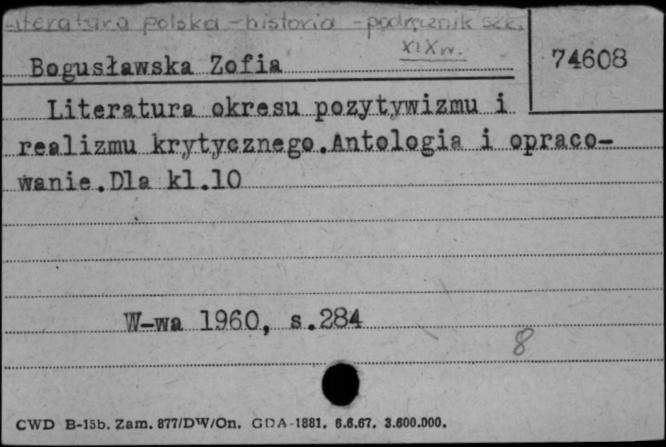 Literatura polska - historia - podręcznik szk.
XIX w.
74608
Bogusławska Zofia
Literatura okresu pozytywizmu i
realizmu krytycznego.Antologia i opraco-
wanie.Dla kl.10
W-wa 1960, s.284
8
CWD B-15b. Zam. 877/DW/On. GDA-1881. 6.6.67. 3.600.000.